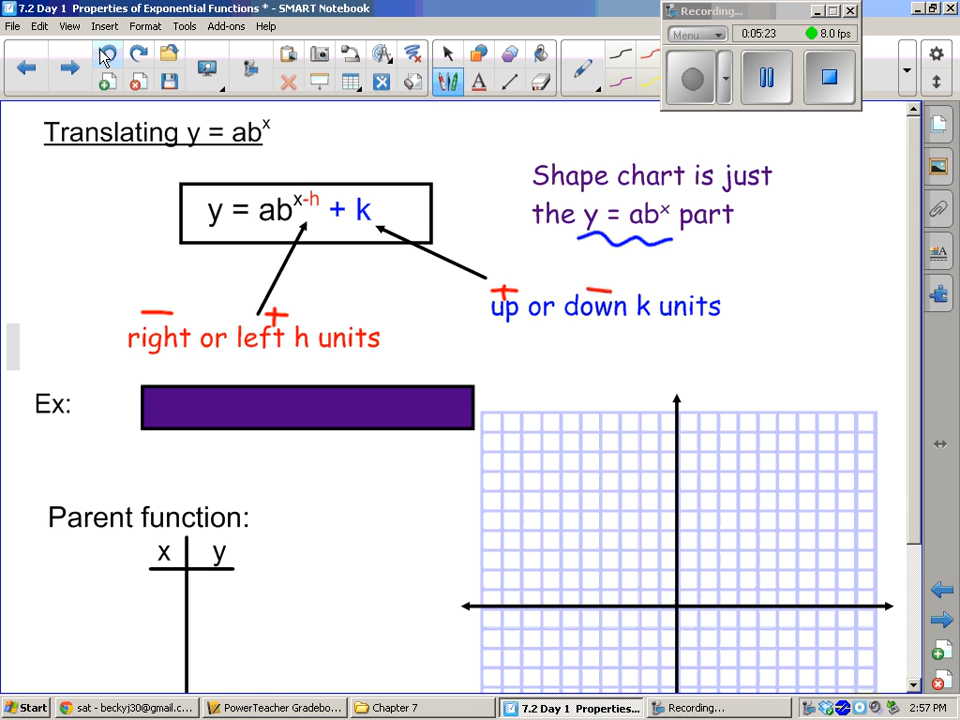 7.2 Day 1 Properties of Exponential Functions * - SMART Notebook
File Edit View Insert Format Tools Add-ons Help
Recording...
Menu 0:05:23 8.0 fps
Translating y = abˣ
y = abˣ⁻ʰ + k
Shape chart is just
the y = abˣ part
− +
right or left h units
+ −
up or down k units
Ex:
Parent function:
x y
Start sat - beckyj30@gmail.c... PowerTeacher Gradebo... Chapter 7 7.2 Day 1 Properties... Recording... 2:57 PM